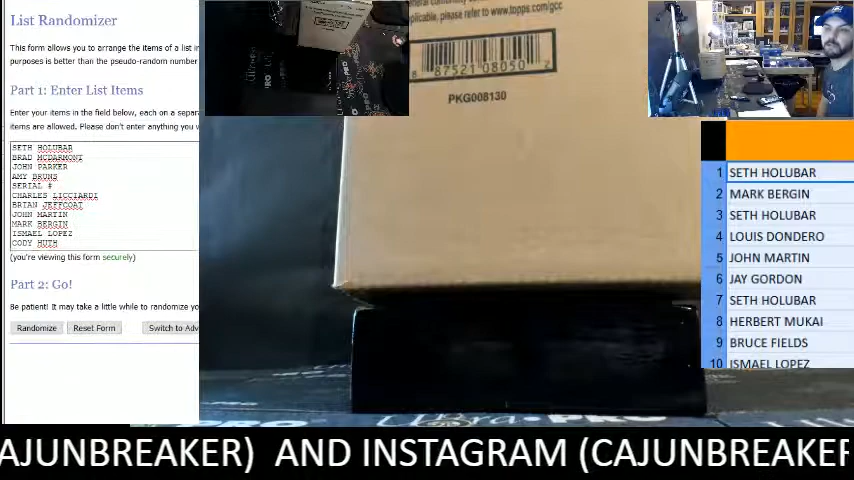 List Randomizer
This form allows you to arrange the items of a list in
purposes is better than the pseudo-random number
Part 1: Enter List Items
Enter your items in the field below, each on a separa
items are allowed. Please don't enter anything you v
SETH HOLUBAR
BRAD MCDARMONT
JOHN PARKER
AMY BRUNS
SERIAL #
CHARLES LICCIARDI
BRIAN JEFFCOAT
JOHN MARTIN
MARK BERGIN
ISMAEL LOPEZ
CODY HUTH
(you're viewing this form securely)
Part 2: Go!
Be patient! It may take a little while to randomize yo
Randomize Reset Form Switch to Adv
plicable, please refer to www.topps.com/gcc
8 87521 08050 2
PKG008130
1 SETH HOLUBAR
2 MARK BERGIN
3 SETH HOLUBAR
4 LOUIS DONDERO
5 JOHN MARTIN
6 JAY GORDON
7 SETH HOLUBAR
8 HERBERT MUKAI
9 BRUCE FIELDS
10 ISMAEL LOPEZ
AJUNBREAKER) AND INSTAGRAM (CAJUNBREAKER